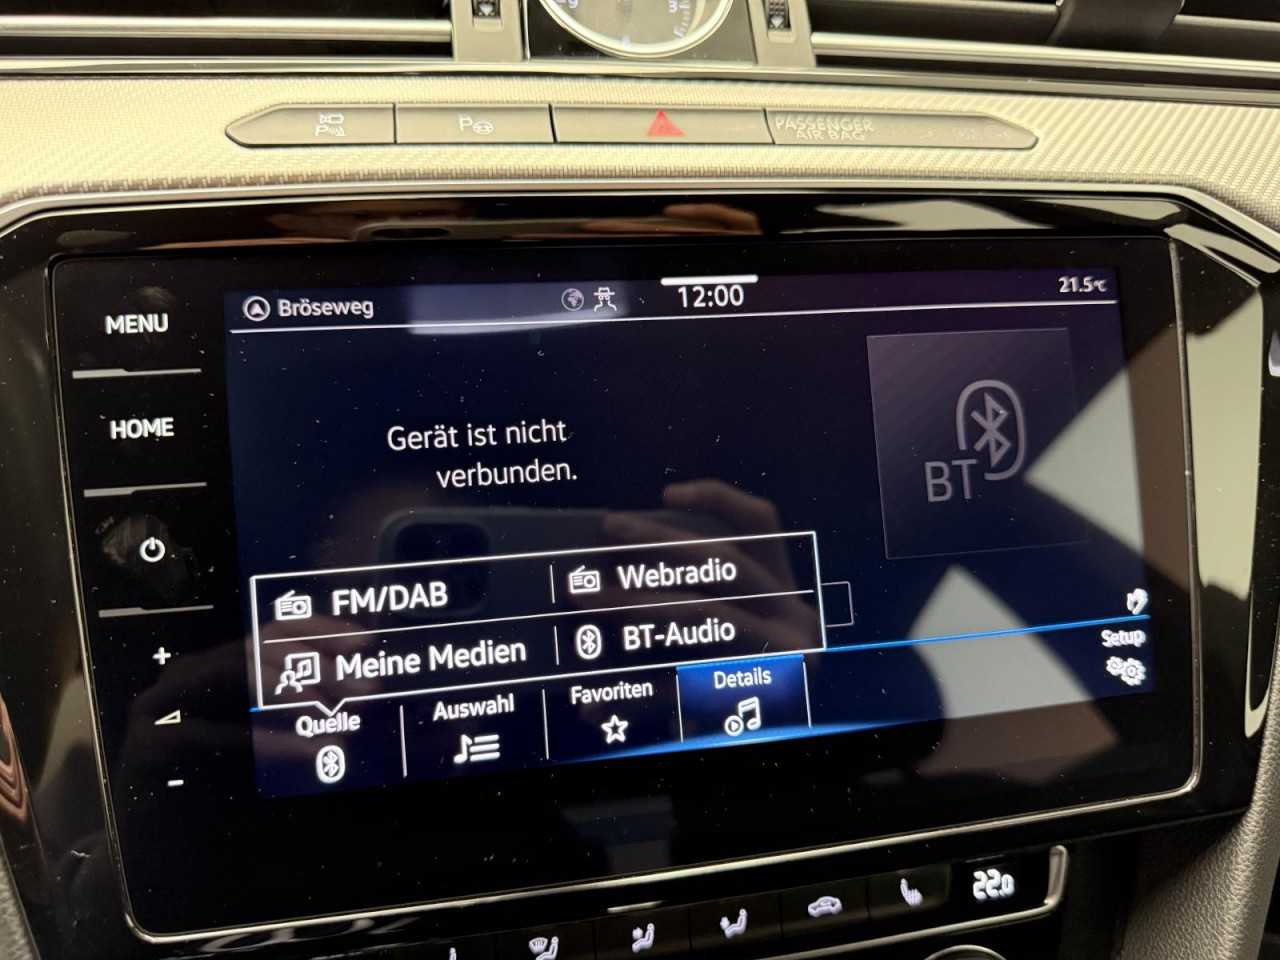 P
P
PASSENGER
AIR BAG
MENU
HOME
+
-
Bröseweg
12:00
21.5°C
Gerät ist nicht
verbunden.
BT
FM/DAB
Webradio
Meine Medien
BT-Audio
Quelle
Auswahl
Favoriten
Details
Setup
22.0